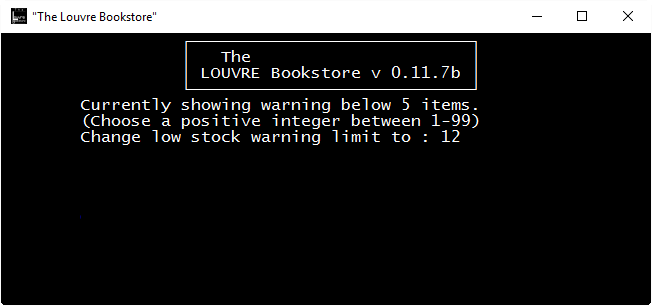 "The Louvre Bookstore"
The
LOUVRE Bookstore v 0.11.7b
Currently showing warning below 5 items.
(Choose a positive integer between 1-99)
Change low stock warning limit to : 12